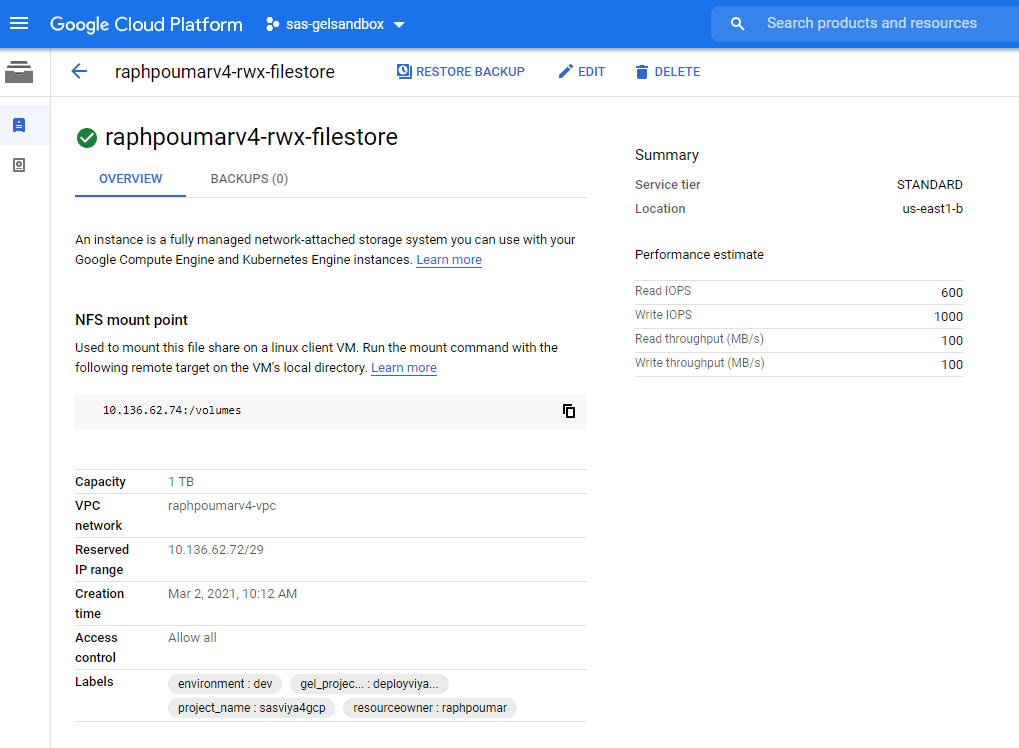 Google Cloud Platform
sas-gelsandbox
Search products and resources
raphpoumarv4-rwx-filestore
RESTORE BACKUP
EDIT
DELETE
raphpoumarv4-rwx-filestore
OVERVIEW
BACKUPS (0)
An instance is a fully managed network-attached storage system you can use with your
Google Compute Engine and Kubernetes Engine instances. Learn more
NFS mount point
Used to mount this file share on a linux client VM. Run the mount command with the
following remote target on the VM's local directory. Learn more
10.136.62.74:/volumes
Capacity 1 TB
VPC raphpoumarv4-vpc
network
Reserved 10.136.62.72/29
IP range
Creation Mar 2, 2021, 10:12 AM
time
Access Allow all
control
Labels environment : dev gel_projec... : deployviya...
project_name : sasviya4gcp resourceowner : raphpoumar
Summary
Service tier STANDARD
Location us-east1-b
Performance estimate
Read IOPS 600
Write IOPS 1000
Read throughput (MB/s) 100
Write throughput (MB/s) 100